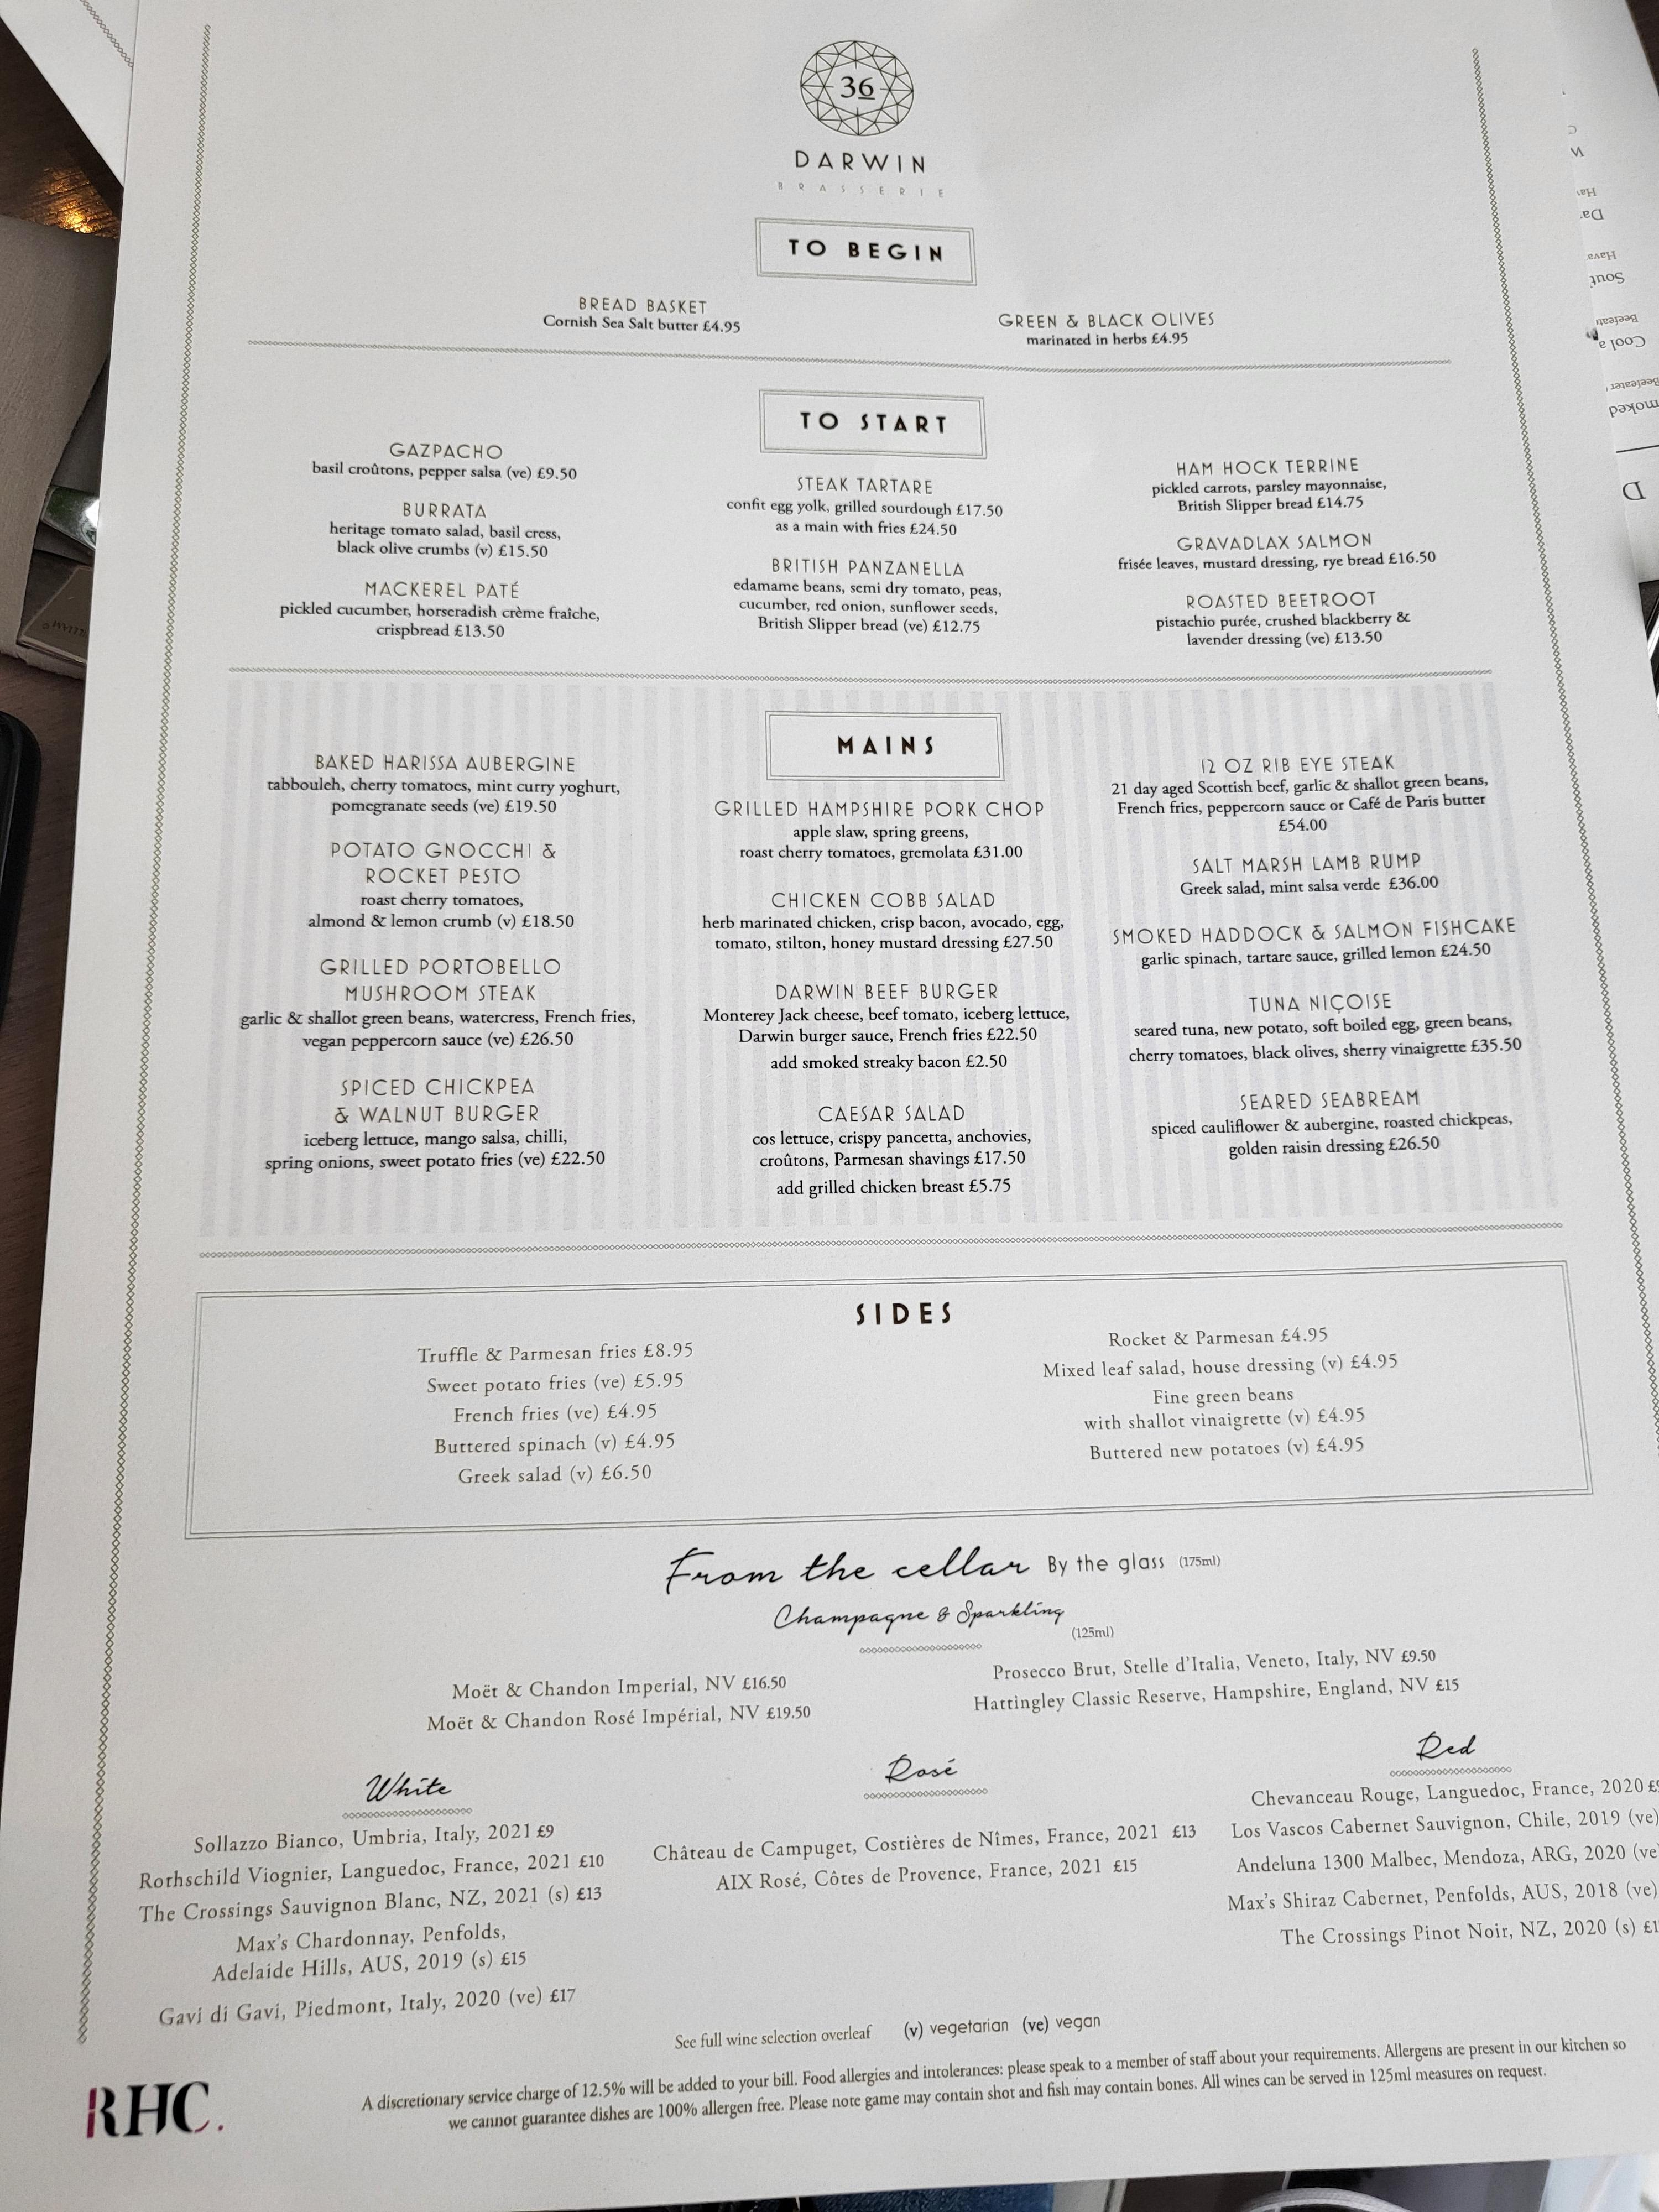 36
DARWIN
BRASSERIE
TO BEGIN
BREAD BASKET
Cornish Sea Salt butter £4.95
GREEN & BLACK OLIVES
marinated in herbs £4.95
TO START
GAZPACHO
basil croûtons, pepper salsa (ve) £9.50
BURRATA
heritage tomato salad, basil cress,
black olive crumbs (v) £15.50
MACKEREL PATÉ
pickled cucumber, horseradish crème fraîche,
crispbread £13.50
STEAK TARTARE
confit egg yolk, grilled sourdough £17.50
as a main with fries £24.50
BRITISH PANZANELLA
edamame beans, semi dry tomato, peas,
cucumber, red onion, sunflower seeds,
British Slipper bread (ve) £12.75
HAM HOCK TERRINE
pickled carrots, parsley mayonnaise,
British Slipper bread £14.75
GRAVADLAX SALMON
frisée leaves, mustard dressing, rye bread £16.50
ROASTED BEETROOT
pistachio purée, crushed blackberry &
lavender dressing (ve) £13.50
MAINS
BAKED HARISSA AUBERGINE
tabbouleh, cherry tomatoes, mint curry yoghurt,
pomegranate seeds (ve) £19.50
POTATO GNOCCHI &
ROCKET PESTO
roast cherry tomatoes,
almond & lemon crumb (v) £18.50
GRILLED PORTOBELLO
MUSHROOM STEAK
garlic & shallot green beans, watercress, French fries,
vegan peppercorn sauce (ve) £26.50
SPICED CHICKPEA
& WALNUT BURGER
iceberg lettuce, mango salsa, chilli,
spring onions, sweet potato fries (ve) £22.50
GRILLED HAMPSHIRE PORK CHOP
apple slaw, spring greens,
roast cherry tomatoes, gremolata £31.00
CHICKEN COBB SALAD
herb marinated chicken, crisp bacon, avocado, egg,
tomato, stilton, honey mustard dressing £27.50
DARWIN BEEF BURGER
Monterey Jack cheese, beef tomato, iceberg lettuce,
Darwin burger sauce, French fries £22.50
add smoked streaky bacon £2.50
CAESAR SALAD
cos lettuce, crispy pancetta, anchovies,
croûtons, Parmesan shavings £17.50
add grilled chicken breast £5.75
12 OZ RIB EYE STEAK
21 day aged Scottish beef, garlic & shallot green beans,
French fries, peppercorn sauce or Café de Paris butter
£54.00
SALT MARSH LAMB RUMP
Greek salad, mint salsa verde £36.00
SMOKED HADDOCK & SALMON FISHCAKE
garlic spinach, tartare sauce, grilled lemon £24.50
TUNA NIÇOISE
seared tuna, new potato, soft boiled egg, green beans,
cherry tomatoes, black olives, sherry vinaigrette £35.50
SEARED SEABREAM
spiced cauliflower & aubergine, roasted chickpeas,
golden raisin dressing £26.50
SIDES
Truffle & Parmesan fries £8.95
Sweet potato fries (ve) £5.95
French fries (ve) £4.95
Buttered spinach (v) £4.95
Greek salad (v) £6.50
Rocket & Parmesan £4.95
Mixed leaf salad, house dressing (v) £4.95
Fine green beans
with shallot vinaigrette (v) £4.95
Buttered new potatoes (v) £4.95
From the cellar By the glass (175ml)
Champagne & Sparkling
(125ml)
Moët & Chandon Imperial, NV £16.50
Moët & Chandon Rosé Impérial, NV £19.50
Prosecco Brut, Stelle d'Italia, Veneto, Italy, NV £9.50
Hattingley Classic Reserve, Hampshire, England, NV £15
White
Sollazzo Bianco, Umbria, Italy, 2021 £9
Rothschild Viognier, Languedoc, France, 2021 £10
The Crossings Sauvignon Blanc, NZ, 2021 (s) £13
Max's Chardonnay, Penfolds,
Adelaide Hills, AUS, 2019 (s) £15
Gavi di Gavi, Piedmont, Italy, 2020 (ve) £17
Rosé
Château de Campuget, Costières de Nîmes, France, 2021 £13
AIX Rosé, Côtes de Provence, France, 2021 £15
Red
Chevanceau Rouge, Languedoc, France, 2020
Los Vascos Cabernet Sauvignon, Chile, 2019 (ve)
Andeluna 1300 Malbec, Mendoza, ARG, 2020 (ve
Max's Shiraz Cabernet, Penfolds, AUS, 2018 (ve)
The Crossings Pinot Noir, NZ, 2020 (s) £1
See full wine selection overleaf (v) vegetarian (ve) vegan
A discretionary service charge of 12.5% will be added to your bill. Food allergies and intolerances: please speak to a member of staff about your requirements. Allergens are present in our kitchen so
we cannot guarantee dishes are 100% allergen free. Please note game may contain shot and fish may contain bones. All wines can be served in 125ml measures on request.
RHC.